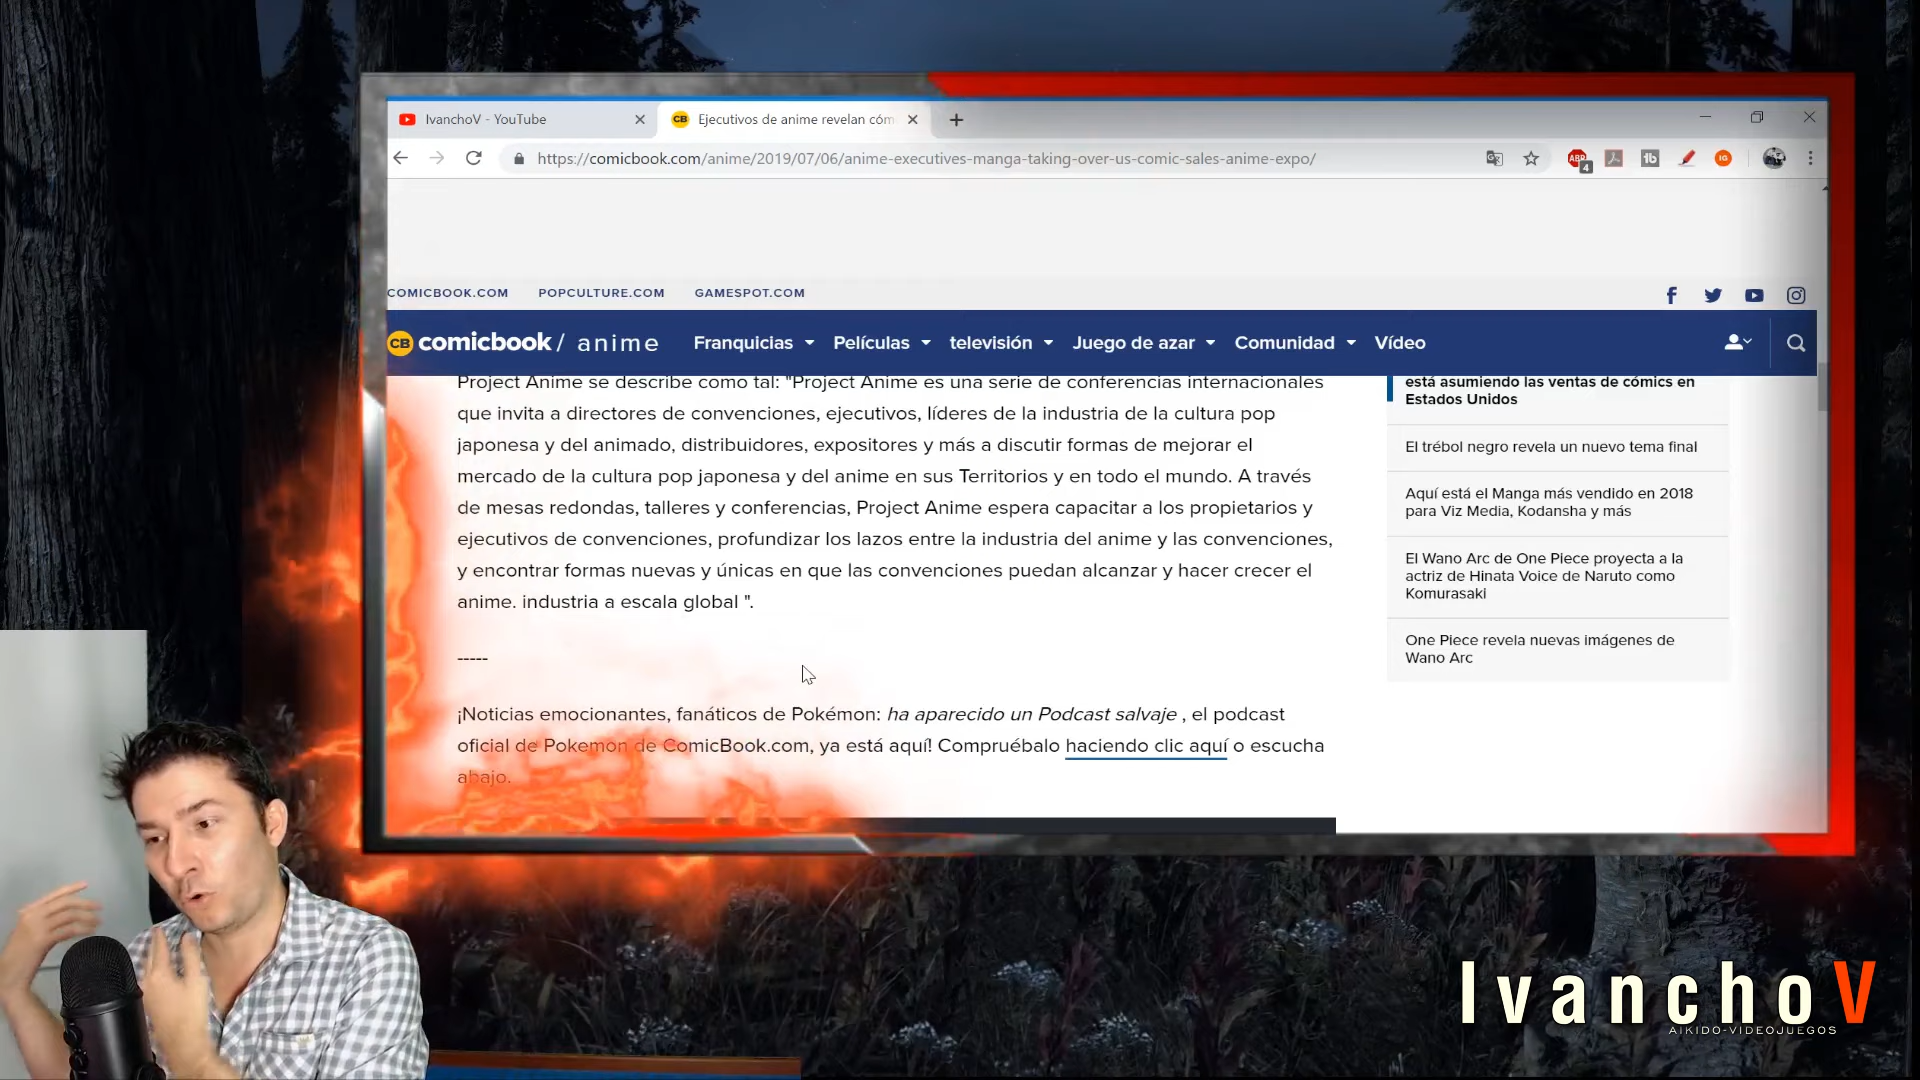 IvanchoV - YouTube
Ejecutivos de anime revelan cóm
https://comicbook.com/anime/2019/07/06/anime-executives-manga-taking-over-us-comic-sales-anime-expo/
ABP
4
1b
IG
COMICBOOK.COM POPCULTURE.COM GAMESPOT.COM
CB comicbook / anime Franquicias Películas televisión Juego de azar Comunidad Vídeo
Project Anime se describe como tal: "Project Anime es una serie de conferencias internacionales
que invita a directores de convenciones, ejecutivos, líderes de la industria de la cultura pop
japonesa y del animado, distribuidores, expositores y más a discutir formas de mejorar el
mercado de la cultura pop japonesa y del anime en sus Territorios y en todo el mundo. A través
de mesas redondas, talleres y conferencias, Project Anime espera capacitar a los propietarios y
ejecutivos de convenciones, profundizar los lazos entre la industria del anime y las convenciones,
y encontrar formas nuevas y únicas en que las convenciones puedan alcanzar y hacer crecer el
anime. industria a escala global ".
-----
¡Noticias emocionantes, fanáticos de Pokémon: ha aparecido un Podcast salvaje , el podcast
oficial de Pokemon de ComicBook.com, ya está aquí! Compruébalo haciendo clic aquí o escucha
abajo.
está asumiendo las ventas de cómics en
Estados Unidos
El trébol negro revela un nuevo tema final
Aquí está el Manga más vendido en 2018
para Viz Media, Kodansha y más
El Wano Arc de One Piece proyecta a la
actriz de Hinata Voice de Naruto como
Komurasaki
One Piece revela nuevas imágenes de
Wano Arc
IvanchoV
AIKIDO-VIDEOJUEGOS